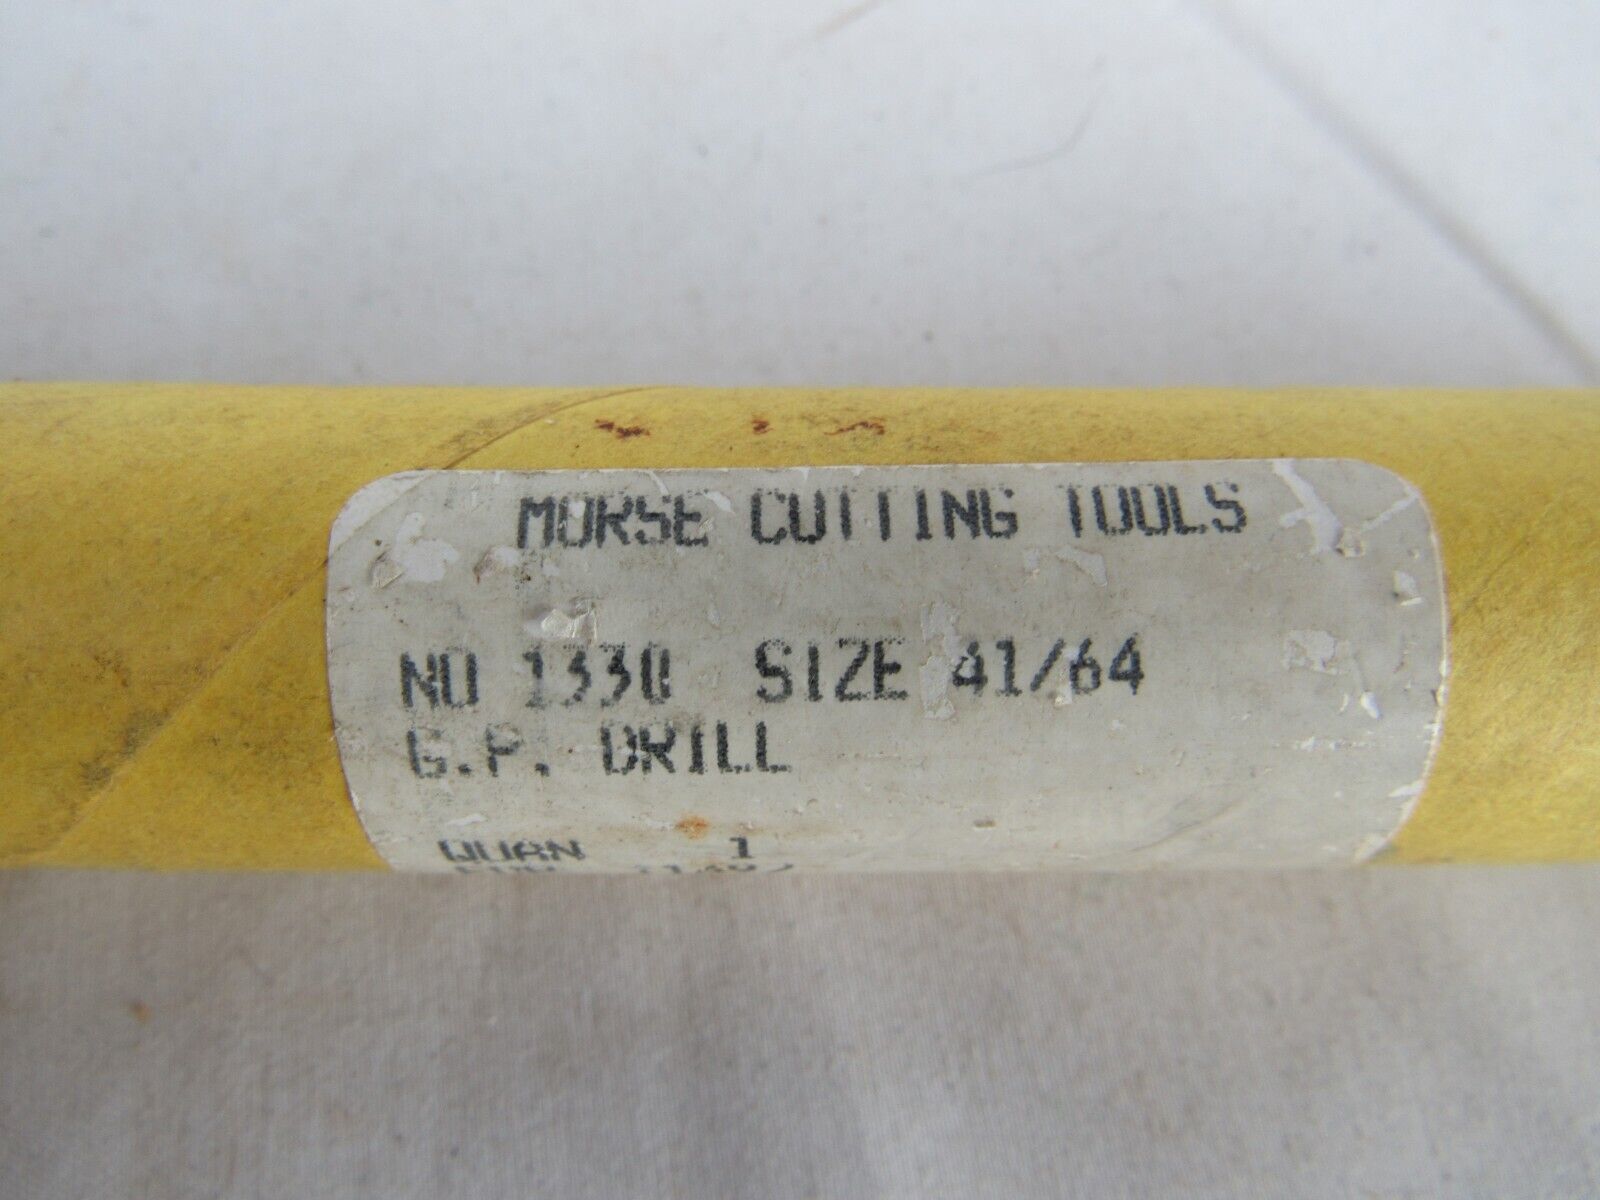 MORSE CUTTING TOOLS
NO 1330 SIZE 41/64
G.P. DRILL
QUAN 1